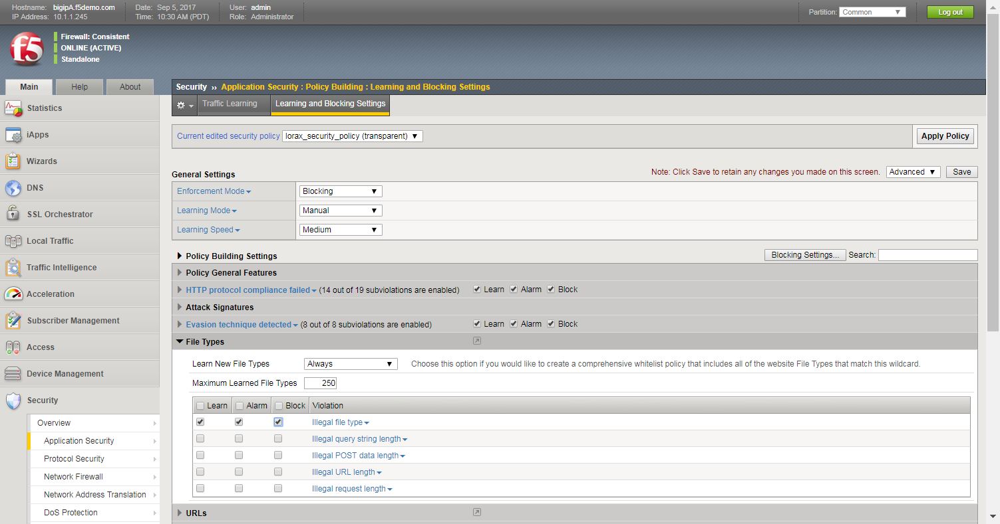 Hostname: bigipA.f5demo.com Date: Sep 5, 2017 User: admin
IP Address: 10.1.1.245 Time: 10:30 AM (PDT) Role: Administrator
Partition: Common Log out
f5
Firewall: Consistent
ONLINE (ACTIVE)
Standalone
Main Help About
Security ›› Application Security : Policy Building : Learning and Blocking Settings
Traffic Learning Learning and Blocking Settings
Statistics
iApps
Wizards
DNS
SSL Orchestrator
Local Traffic
Traffic Intelligence
Acceleration
Subscriber Management
Access
Device Management
Security
Overview
Application Security
Protocol Security
Network Firewall
Network Address Translation
DoS Protection
Current edited security policy lorax_security_policy (transparent) Apply Policy
General Settings Note: Click Save to retain any changes you made on this screen. Advanced Save
Enforcement Mode Blocking
Learning Mode Manual
Learning Speed Medium
Policy Building Settings Blocking Settings... Search:
Policy General Features
HTTP protocol compliance failed (14 out of 19 subviolations are enabled) Learn Alarm Block
Attack Signatures
Evasion technique detected (8 out of 8 subviolations are enabled) Learn Alarm Block
File Types
Learn New File Types Always Choose this option if you would like to create a comprehensive whitelist policy that includes all of the website File Types that match this wildcard.
Maximum Learned File Types 250
Learn Alarm Block Violation
Illegal file type
Illegal query string length
Illegal POST data length
Illegal URL length
Illegal request length
URLs